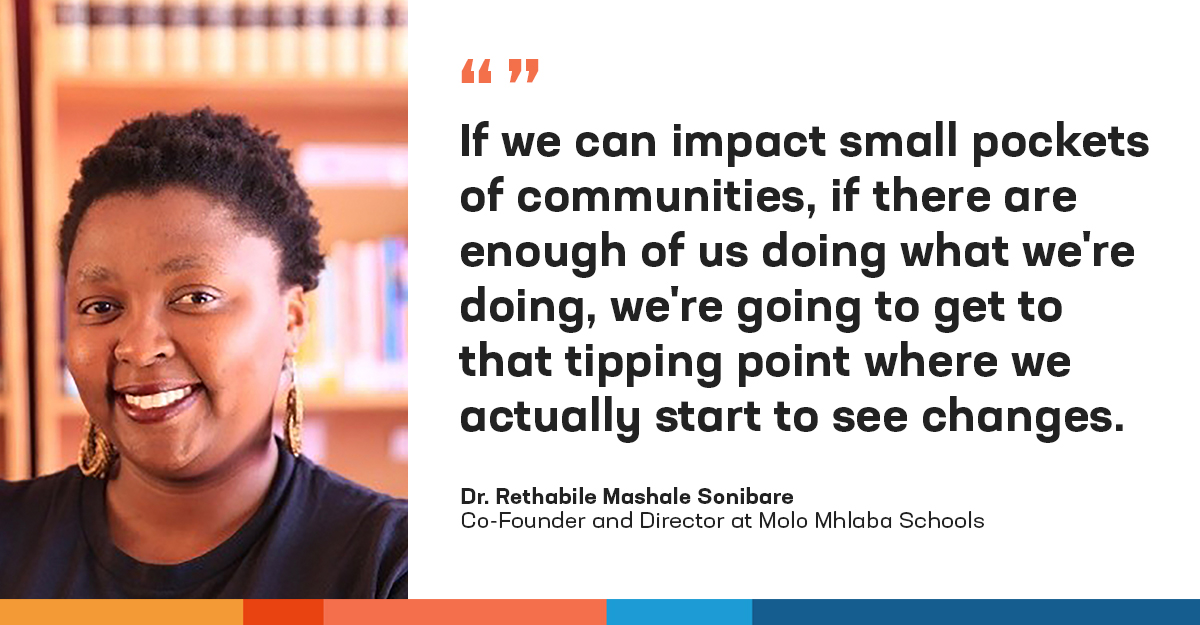 “ ”
If we can impact small pockets
of communities, if there are
enough of us doing what we're
doing, we're going to get to
that tipping point where we
actually start to see changes.
Dr. Rethabile Mashale Sonibare
Co-Founder and Director at Molo Mhlaba Schools